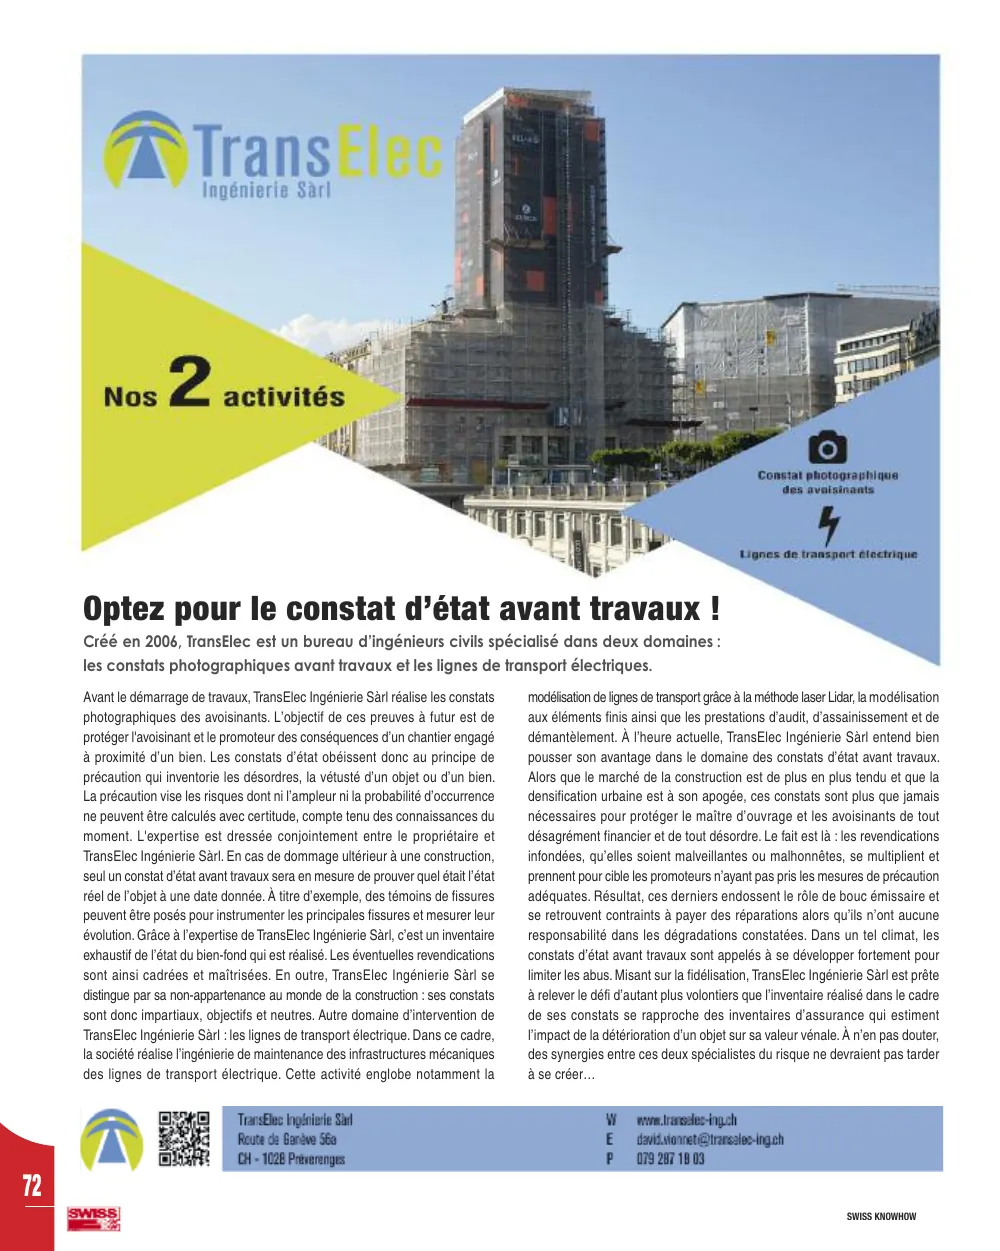 TransElec
Ingénierie Sàrl
Nos 2 activités
Constat photographique
des avoisinants
Lignes de transport électrique
Optez pour le constat d’état avant travaux !
Créé en 2006, TransElec est un bureau d’ingénieurs civils spécialisé dans deux domaines :
les constats photographiques avant travaux et les lignes de transport électriques.
Avant le démarrage de travaux, TransElec Ingénierie Sàrl réalise les constats
photographiques des avoisinants. L’objectif de ces preuves à futur est de
protéger l'avoisinant et le promoteur des conséquences d’un chantier engagé
à proximité d’un bien. Les constats d’état obéissent donc au principe de
précaution qui inventorie les désordres, la vétusté d’un objet ou d’un bien.
La précaution vise les risques dont ni l’ampleur ni la probabilité d’occurrence
ne peuvent être calculés avec certitude, compte tenu des connaissances du
moment. L'expertise est dressée conjointement entre le propriétaire et
TransElec Ingénierie Sàrl. En cas de dommage ultérieur à une construction,
seul un constat d’état avant travaux sera en mesure de prouver quel était l’état
réel de l’objet à une date donnée. À titre d’exemple, des témoins de fissures
peuvent être posés pour instrumenter les principales fissures et mesurer leur
évolution. Grâce à l’expertise de TransElec Ingénierie Sàrl, c’est un inventaire
exhaustif de l’état du bien-fond qui est réalisé. Les éventuelles revendications
sont ainsi cadrées et maîtrisées. En outre, TransElec Ingénierie Sàrl se
distingue par sa non-appartenance au monde de la construction : ses constats
sont donc impartiaux, objectifs et neutres. Autre domaine d’intervention de
TransElec Ingénierie Sàrl : les lignes de transport électrique. Dans ce cadre,
la société réalise l’ingénierie de maintenance des infrastructures mécaniques
des lignes de transport électrique. Cette activité englobe notamment la
modélisation de lignes de transport grâce à la méthode laser Lidar, la modélisation
aux éléments finis ainsi que les prestations d’audit, d’assainissement et de
démantèlement. À l’heure actuelle, TransElec Ingénierie Sàrl entend bien
pousser son avantage dans le domaine des constats d’état avant travaux.
Alors que le marché de la construction est de plus en plus tendu et que la
densification urbaine est à son apogée, ces constats sont plus que jamais
nécessaires pour protéger le maître d’ouvrage et les avoisinants de tout
désagrément financier et de tout désordre. Le fait est là : les revendications
infondées, qu’elles soient malveillantes ou malhonnêtes, se multiplient et
prennent pour cible les promoteurs n’ayant pas pris les mesures de précaution
adéquates. Résultat, ces derniers endossent le rôle de bouc émissaire et
se retrouvent contraints à payer des réparations alors qu’ils n’ont aucune
responsabilité dans les dégradations constatées. Dans un tel climat, les
constats d’état avant travaux sont appelés à se développer fortement pour
limiter les abus. Misant sur la fidélisation, TransElec Ingénierie Sàrl est prête
à relever le défi d’autant plus volontiers que l’inventaire réalisé dans le cadre
de ses constats se rapproche des inventaires d’assurance qui estiment
l’impact de la détérioration d’un objet sur sa valeur vénale. À n’en pas douter,
des synergies entre ces deux spécialistes du risque ne devraient pas tarder
à se créer…
TransElec Ingénierie Sàrl
Route de Genève 56a
CH - 1028 Préverenges
W www.transelec-ing.ch
E david.vionnet@transelec-ing.ch
P 079 287 18 03
72
SWISS
SWISS KNOWHOW